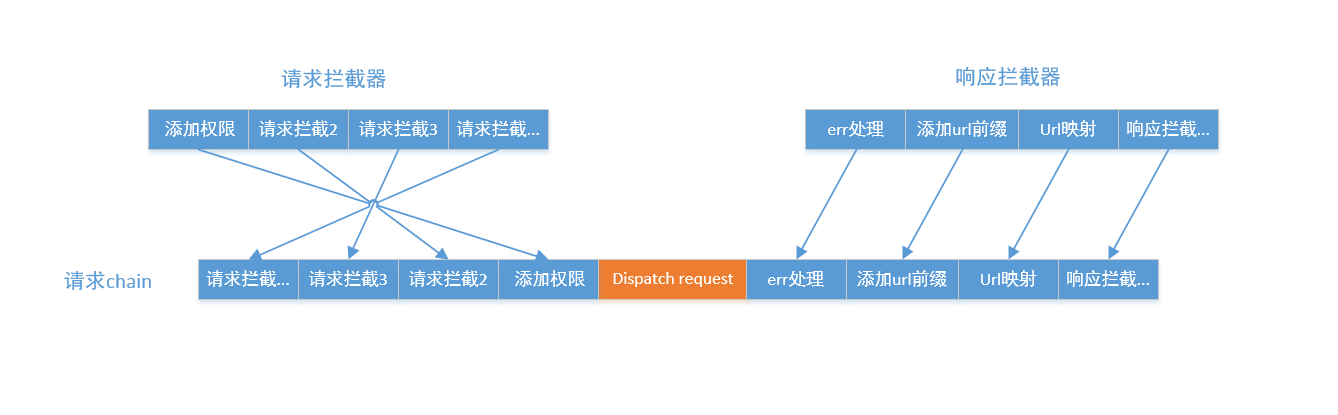 请求拦截器
响应拦截器
添加权限 请求拦截2 请求拦截3 请求拦截...
err处理 添加url前缀 Url映射 响应拦截...
请求chain
请求拦截... 请求拦截3 请求拦截2 添加权限 Dispatch request err处理 添加url前缀 Url映射 响应拦截...